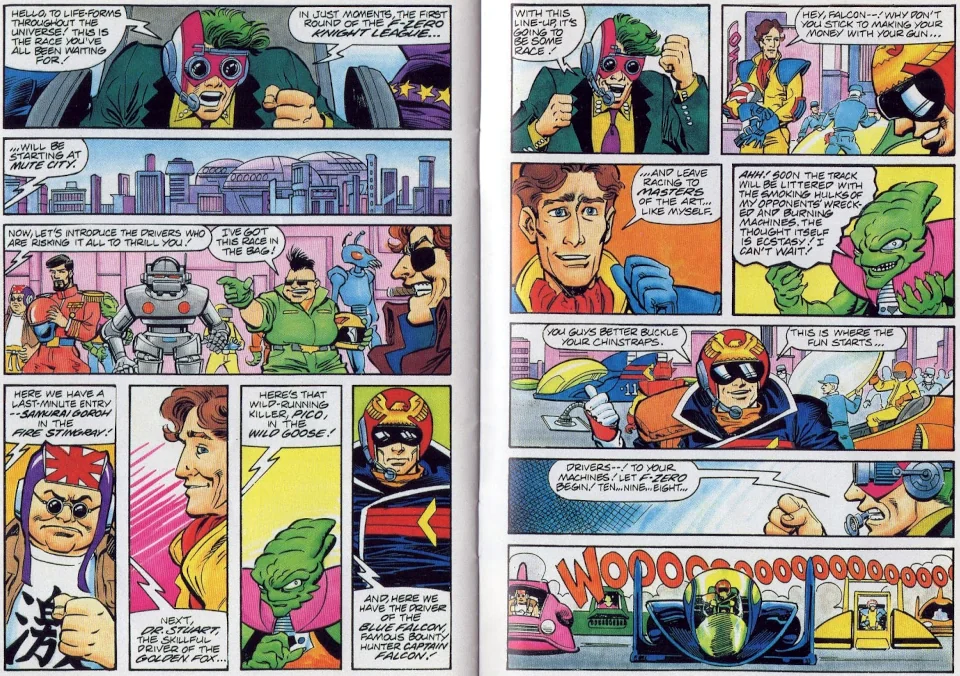 HELLO, TO LIFE-FORMS
THROUGHOUT THE
UNIVERSE! THIS IS
THE RACE YOU'VE
ALL BEEN WAITING
FOR!
IN JUST MOMENTS, THE FIRST
ROUND OF THE F-ZERO
KNIGHT LEAGUE...
...WILL BE
STARTING AT
MUTE CITY.
NOW, LET'S INTRODUCE THE DRIVERS WHO
ARE RISKING IT ALL TO THRILL YOU!
I'VE GOT
THIS RACE IN
THE BAG!
HERE WE HAVE A
LAST-MINUTE ENTRY
--SAMURAI GOROH
IN THE
FIRE STINGRAY!
NEXT,
DR. STUART,
THE SKILLFUL
DRIVER OF THE
GOLDEN FOX...
HERE'S THAT
WILD-RUNNING
KILLER, PICO,
IN THE
WILD GOOSE!
AND, HERE WE
HAVE THE DRIVER
OF THE
BLUE FALCON,
FAMOUS BOUNTY
HUNTER CAPTAIN
FALCON!
WITH THIS
LINE-UP, IT'S
GOING TO
BE SOME
RACE!
HEY, FALCON--! WHY DON'T
YOU STICK TO MAKING YOUR
MONEY WITH YOUR GUN...
...AND LEAVE
RACING TO
MASTERS
OF THE ART...
LIKE MYSELF.
AHH! SOON THE TRACK
WILL BE LITTERED WITH
THE SMOKING HULKS OF
MY OPPONENTS' WRECK-
ED AND BURNING
MACHINES. THE
THOUGHT ITSELF
IS ECSTASY! I
CAN'T WAIT!
YOU GUYS BETTER BUCKLE
YOUR CHINSTRAPS.
THIS IS WHERE THE
FUN STARTS...
11
DRIVERS--! TO YOUR
MACHINES! LET F-ZERO
BEGIN! TEN...NINE...EIGHT...
WOOOOOOOOOOOOOOOOOOO